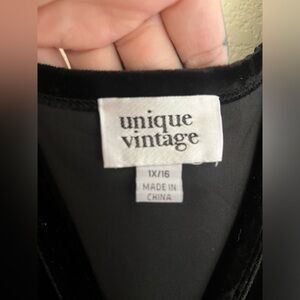 unique
vintage
1X/16
MADE IN
CHINA